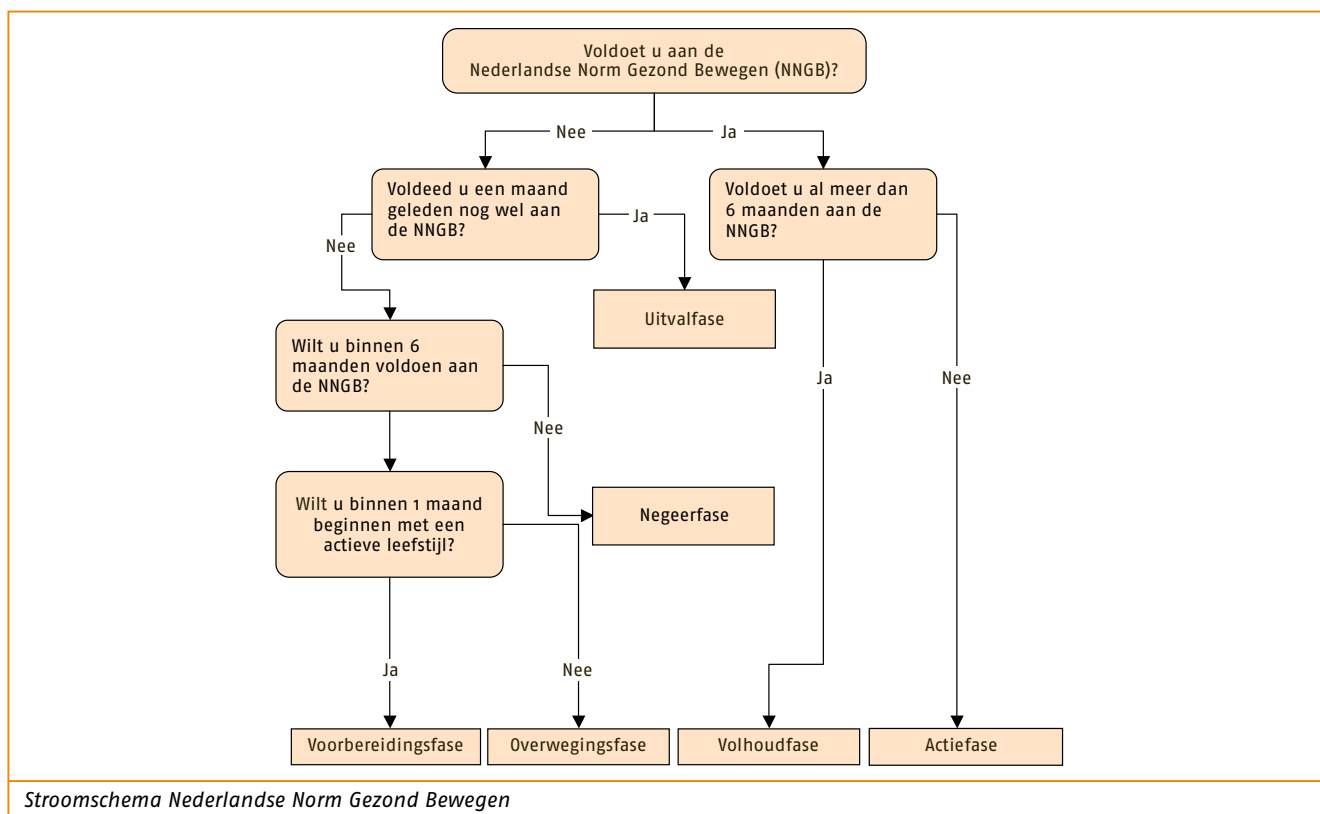 Voldoet u aan de
Nederlandse Norm Gezond Bewegen (NNGB)?
Nee
Ja
Voldeed u een maand
geleden nog wel aan
de NNGB?
Voldoet u al meer dan
6 maanden aan de
NNGB?
Ja
Nee
Uitvalfase
Wilt u binnen 6
maanden voldoen aan
de NNGB?
Ja
Nee
Nee
Wilt u binnen 1 maand
beginnen met een
actieve leefstijl?
Negeerfase
Ja
Nee
Voorbereidingsfase
Overwegingsfase
Volhoudfase
Actiefase
Stroomschema Nederlandse Norm Gezond Bewegen